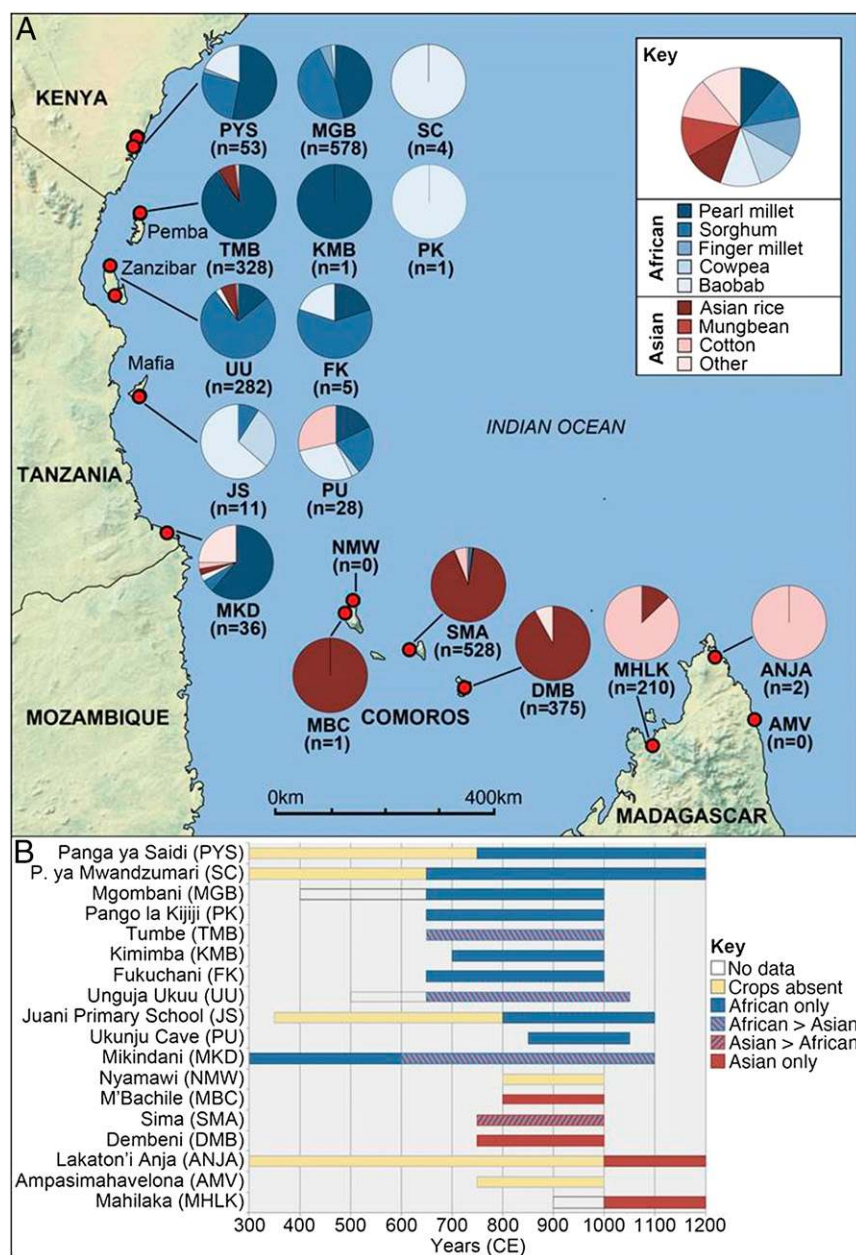 A
KENYA
PYS
(n=53)
MGB
(n=578)
SC
(n=4)
Key
African
Pearl millet
Sorghum
Finger millet
Cowpea
Baobab
Asian
Asian rice
Mungbean
Cotton
Other
Pemba
TMB
(n=328)
KMB
(n=1)
PK
(n=1)
Zanzibar
UU
(n=282)
FK
(n=5)
Mafia
INDIAN OCEAN
TANZANIA
JS
(n=11)
PU
(n=28)
MKD
(n=36)
NMW
(n=0)
SMA
(n=528)
MBC
(n=1)
COMOROS
DMB
(n=375)
MHLK
(n=210)
ANJA
(n=2)
AMV
(n=0)
MOZAMBIQUE
0km
400km
MADAGASCAR
B
Panga ya Saidi (PYS)
P. ya Mwandzumari (SC)
Mgombani (MGB)
Pango la Kijiji (PK)
Tumbe (TMB)
Kimimba (KMB)
Fukuchani (FK)
Unguja Ukuu (UU)
Juani Primary School (JS)
Ukunju Cave (PU)
Mikindani (MKD)
Nyamawi (NMW)
M'Bachile (MBC)
Sima (SMA)
Dembeni (DMB)
Lakaton'i Anja (ANJA)
Ampasimahavelona (AMV)
Mahilaka (MHLK)
300 400 500 600 700 800 900 1000 1100 1200
Years (CE)
Key
No data
Crops absent
African only
African > Asian
Asian > African
Asian only